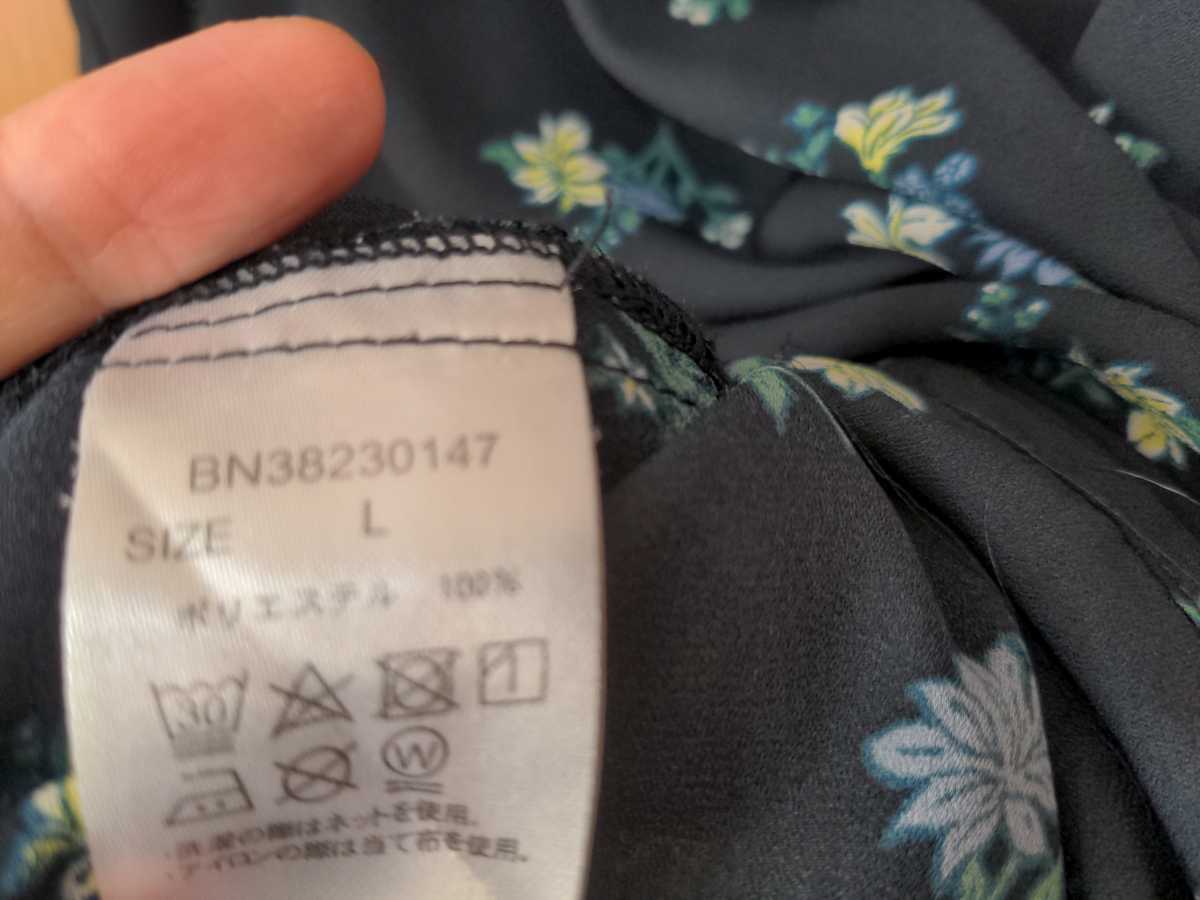 BN38230147
SIZE L
ポリエステル 100%
30
W
・洗濯の際はネットを使用。
・アイロンの際は当て布を使用。